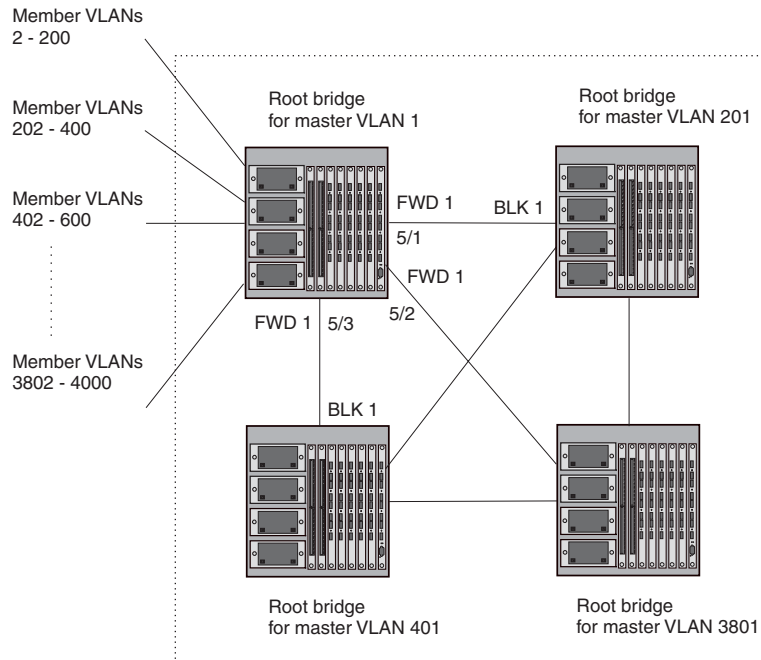 Member VLANs
2 - 200
Member VLANs
202 - 400
Member VLANs
402 - 600
Member VLANs
3802 - 4000
Root bridge
for master VLAN 1
Root bridge
for master VLAN 201
FWD 1
BLK 1
5/1
FWD 1
FWD 1
5/3
5/2
BLK 1
Root bridge
for master VLAN 401
Root bridge
for master VLAN 3801